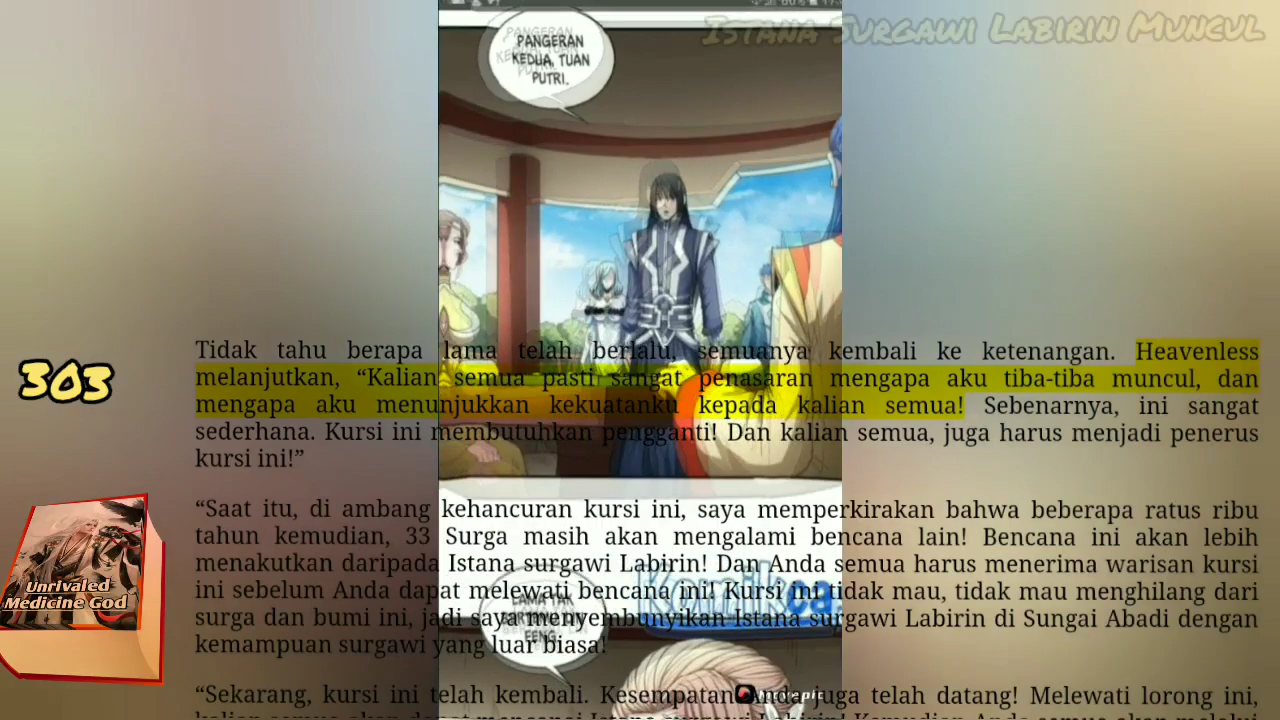 Istana Surgawi Labirin Muncul
PANGERAN
KEDUA, TUAN
PUTRI.
303
Tidak tahu berapa lama telah berlalu, semuanya kembali ke ketenangan. Heavenless
melanjutkan, “Kalian semua pasti sangat penasaran mengapa aku tiba-tiba muncul, dan
mengapa aku menunjukkan kekuatanku kepada kalian semua! Sebenarnya, ini sangat
sederhana. Kursi ini membutuhkan pengganti! Dan kalian semua, juga harus menjadi penerus
kursi ini!”
“Saat itu, di ambang kehancuran kursi ini, saya memperkirakan bahwa beberapa ratus ribu
tahun kemudian, 33 Surga masih akan mengalami bencana lain! Bencana ini akan lebih
menakutkan daripada Istana surgawi Labirin! Dan Anda semua harus menerima warisan kursi
ini sebelum Anda dapat melewati bencana ini! Kursi ini tidak mau, tidak mau menghilang dari
surga dan bumi ini, jadi saya menyembunyikan Istana surgawi Labirin di Sungai Abadi dengan
kemampuan surgawi yang luar biasa!
“Sekarang, kursi ini telah kembali. Kesempatan Anda juga telah datang! Melewati lorong ini,
Unrivaled
Medicine God
Komikca
LAMA TAK